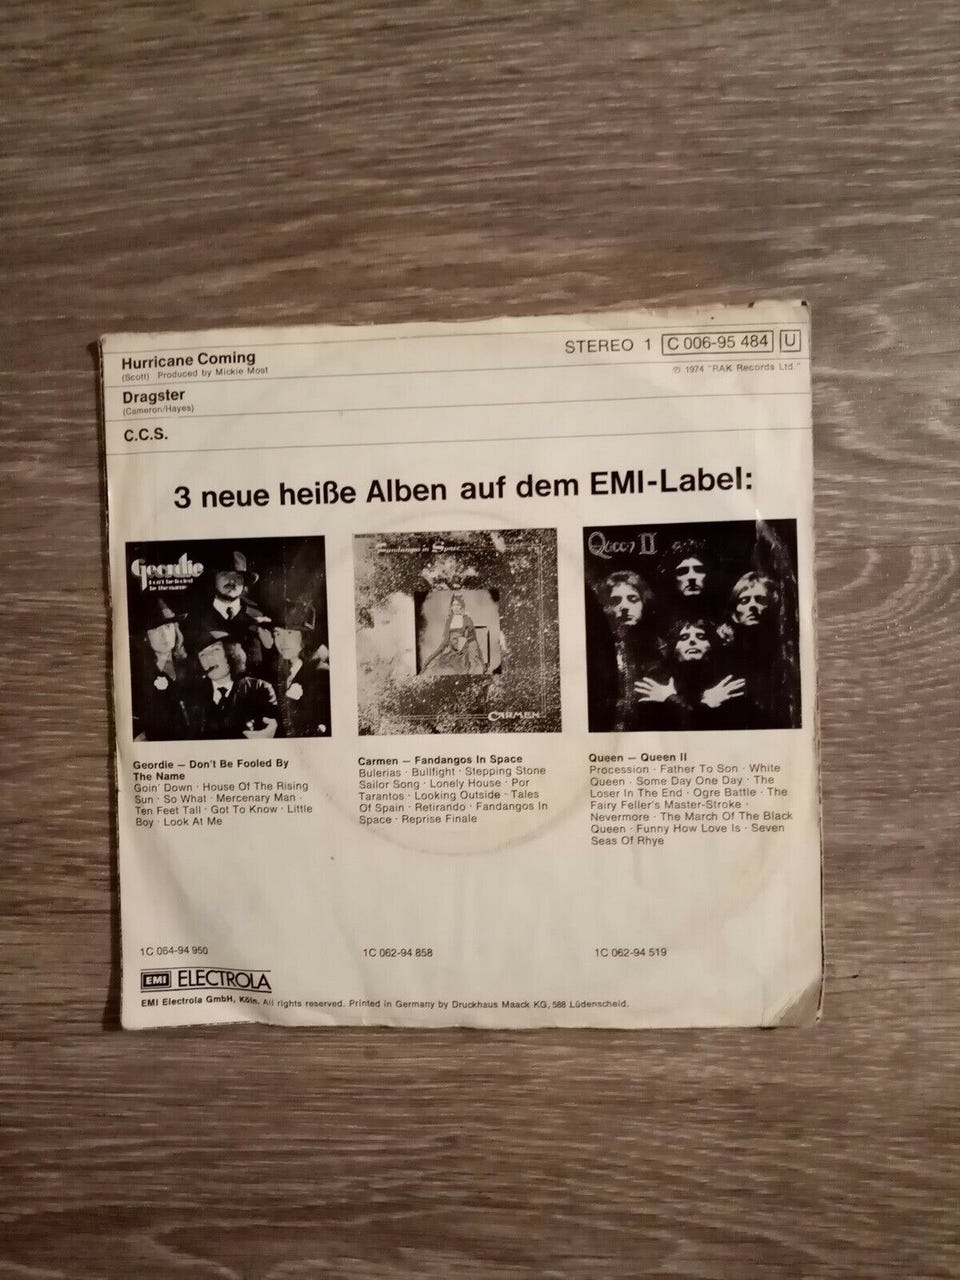 Hurricane Coming
(Scott) Produced by Mickie Most
STEREO 1 C 006-95 484 U
℗ 1974 "RAK Records Ltd."
Dragster
(Cameron/Hayes)
C.C.S.
3 neue heiße Alben auf dem EMI-Label:
Geordie
don't be fooled
by the name
Fandangos in Space
CARMEN
Queen II
Geordie – Don't Be Fooled By
The Name
Goin' Down · House Of The Rising
Sun · So What · Mercenary Man ·
Ten Feet Tall · Got To Know · Little
Boy · Look At Me
Carmen – Fandangos In Space
Bulerias · Bullfight · Stepping Stone
Sailor Song · Lonely House · Por
Tarantos · Looking Outside · Tales
Of Spain · Retirando · Fandangos In
Space · Reprise Finale
Queen – Queen II
Procession · Father To Son · White
Queen · Some Day One Day · The
Loser In The End · Ogre Battle · The
Fairy Feller's Master-Stroke ·
Nevermore · The March Of The Black
Queen · Funny How Love Is · Seven
Seas Of Rhye
1C 064-94 950
1C 062-94 858
1C 062-94 519
EMI ELECTROLA
EMI Electrola GmbH, Köln. All rights reserved. Printed in Germany by Druckhaus Maack KG, 588 Lüdenscheid.